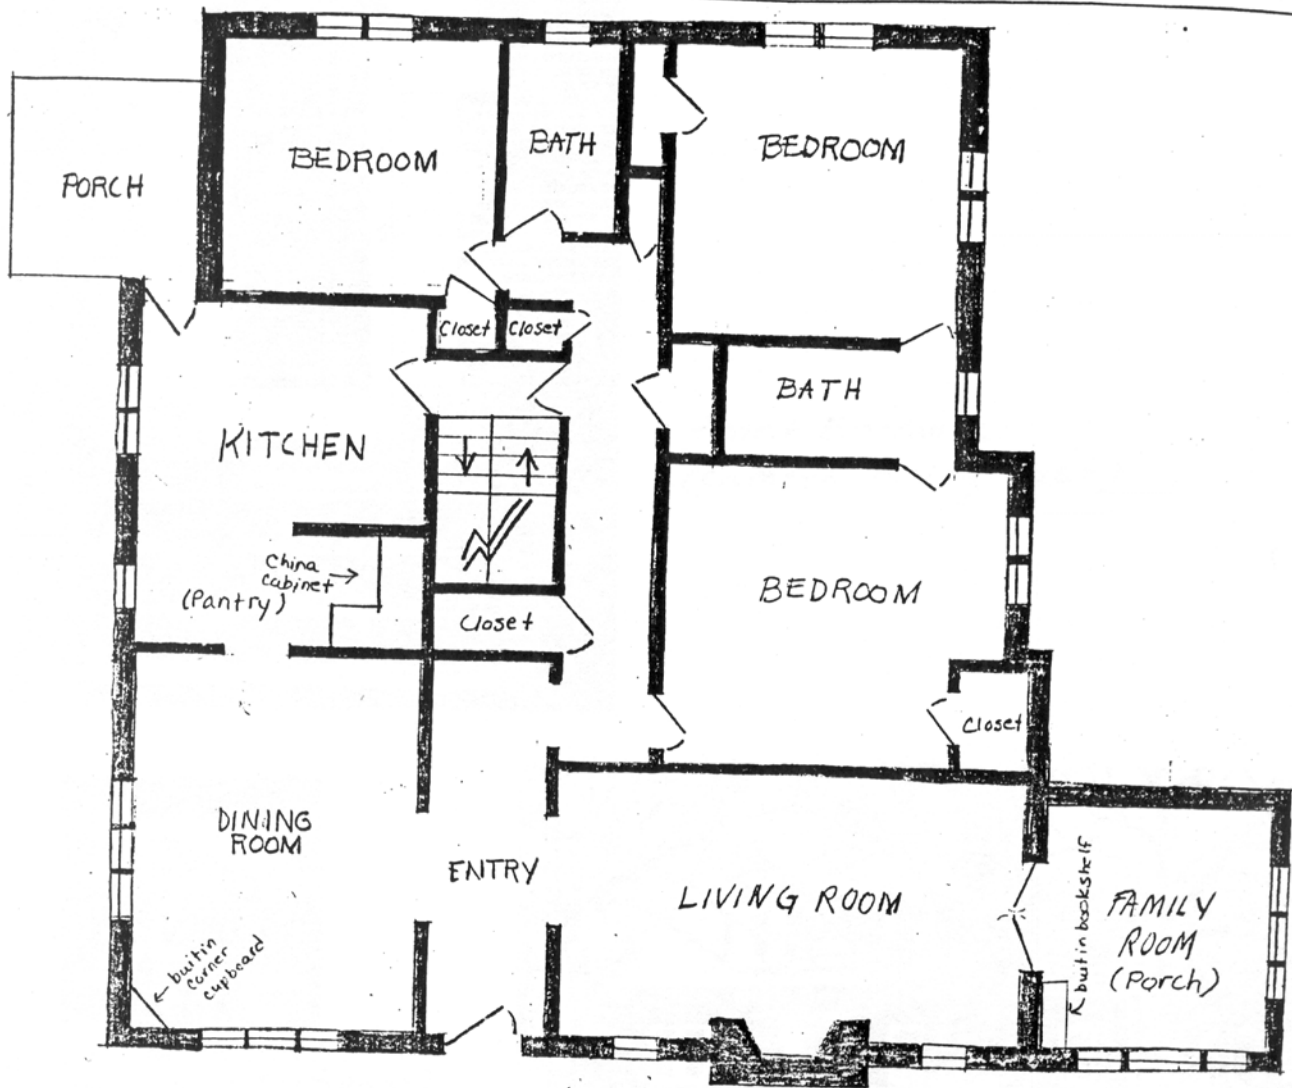 BEDROOM
BATH
BEDROOM
PORCH
Closet
Closet
BATH
KITCHEN
China
cabinet
(Pantry)
BEDROOM
Closet
Closet
DINING
ROOM
ENTRY
LIVING ROOM
builtin bookshelf
FAMILY
ROOM
(Porch)
builtin
corner
cupboard